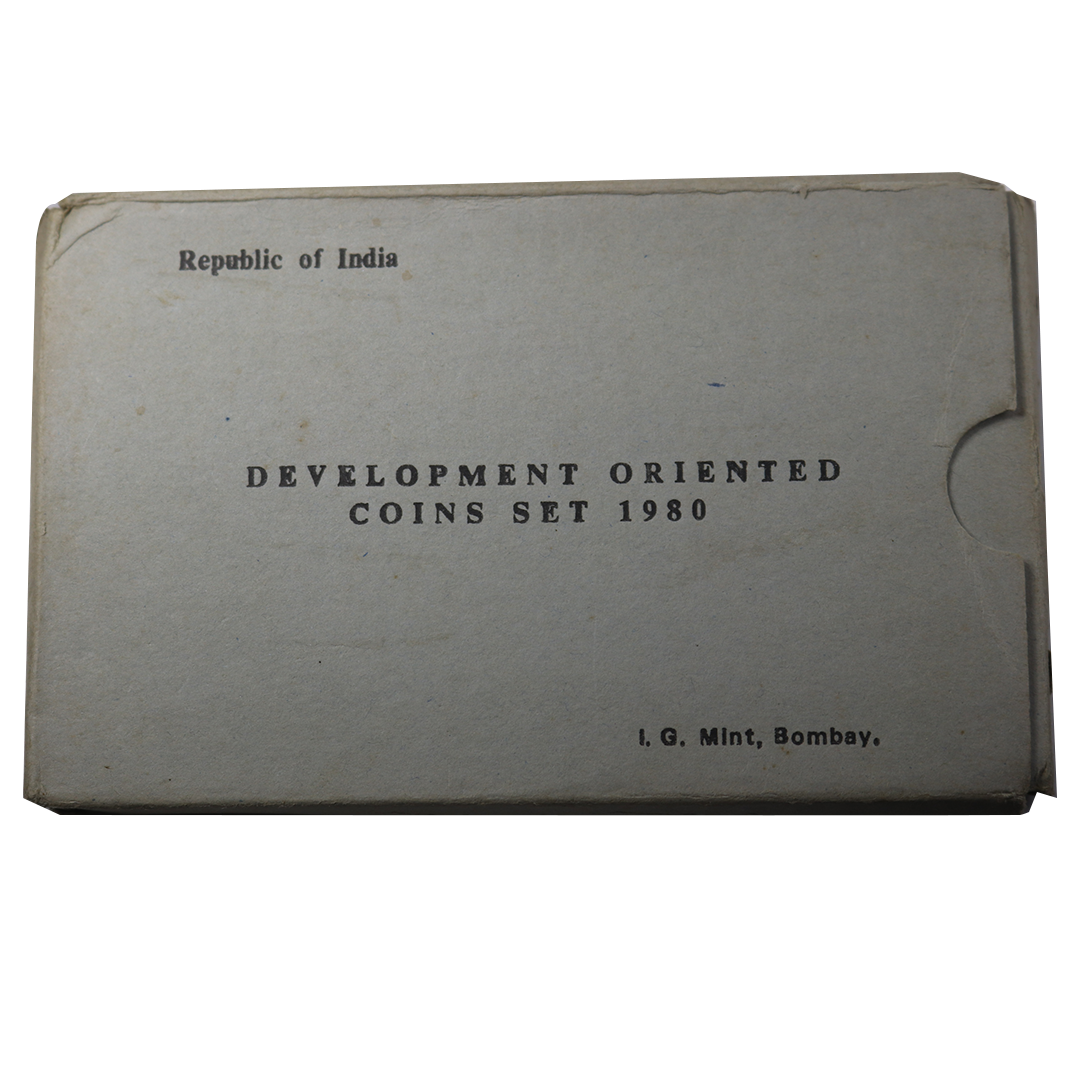 Republic of India
DEVELOPMENT ORIENTED
COINS SET 1980
I. G. Mint, Bombay.